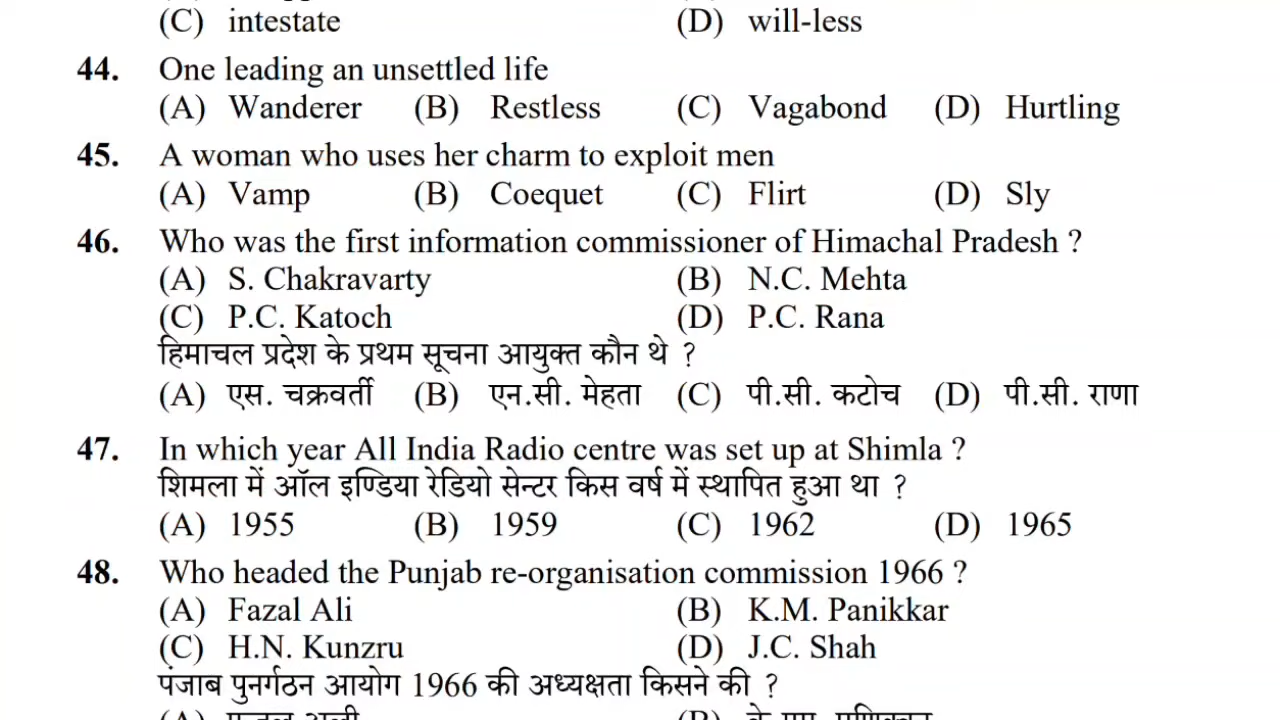 (C) intestate (D) will-less
44. One leading an unsettled life
(A) Wanderer (B) Restless (C) Vagabond (D) Hurtling
45. A woman who uses her charm to exploit men
(A) Vamp (B) Coequet (C) Flirt (D) Sly
46. Who was the first information commissioner of Himachal Pradesh ?
(A) S. Chakravarty (B) N.C. Mehta
(C) P.C. Katoch (D) P.C. Rana
हिमाचल प्रदेश के प्रथम सूचना आयुक्त कौन थे ?
(A) एस. चक्रवर्ती (B) एन.सी. मेहता (C) पी.सी. कटोच (D) पी.सी. राणा
47. In which year All India Radio centre was set up at Shimla ?
शिमला में ऑल इण्डिया रेडियो सेन्टर किस वर्ष में स्थापित हुआ था ?
(A) 1955 (B) 1959 (C) 1962 (D) 1965
48. Who headed the Punjab re-organisation commission 1966 ?
(A) Fazal Ali (B) K.M. Panikkar
(C) H.N. Kunzru (D) J.C. Shah
पंजाब पुनर्गठन आयोग 1966 की अध्यक्षता किसने की ?
(A) (B) के.एम.